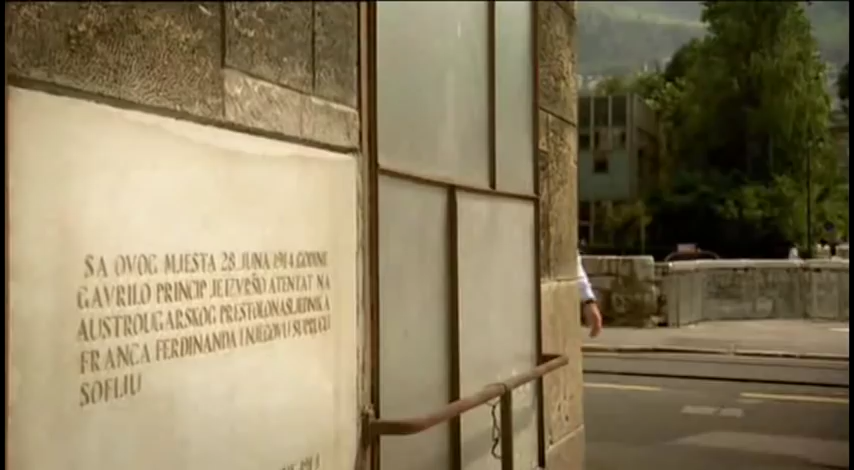 SA OVOG MJESTA 28 JUNA 1914 GODINE
GAVRILO PRINCIP JE IZVRŠIO ATENTAT NA
AUSTROUGARSKOG PRESTOLONASLJEDNIKA
FRANCA FERDINANDA I NJEGOVU SUPRUGU
SOFIJU